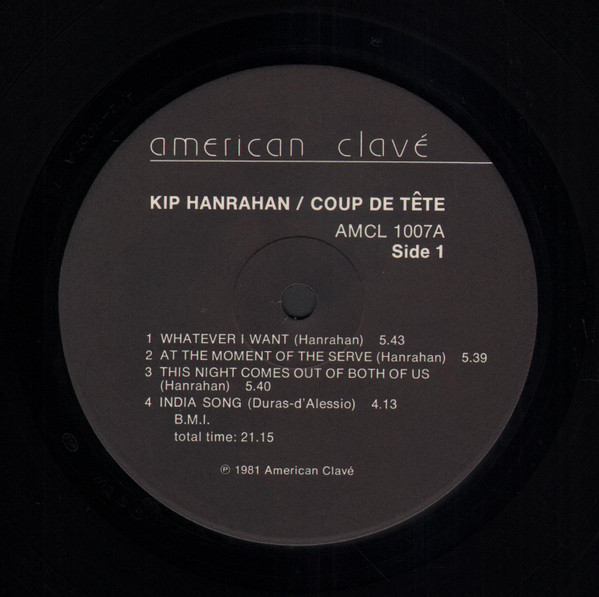 american clavé
KIP HANRAHAN / COUP DE TÊTE
AMCL 1007A
Side 1
1 WHATEVER I WANT (Hanrahan) 5.43
2 AT THE MOMENT OF THE SERVE (Hanrahan) 5.39
3 THIS NIGHT COMES OUT OF BOTH OF US
(Hanrahan) 5.40
4 INDIA SONG (Duras-d'Alessio) 4.13
B.M.I.
total time: 21.15
℗ 1981 American Clavé